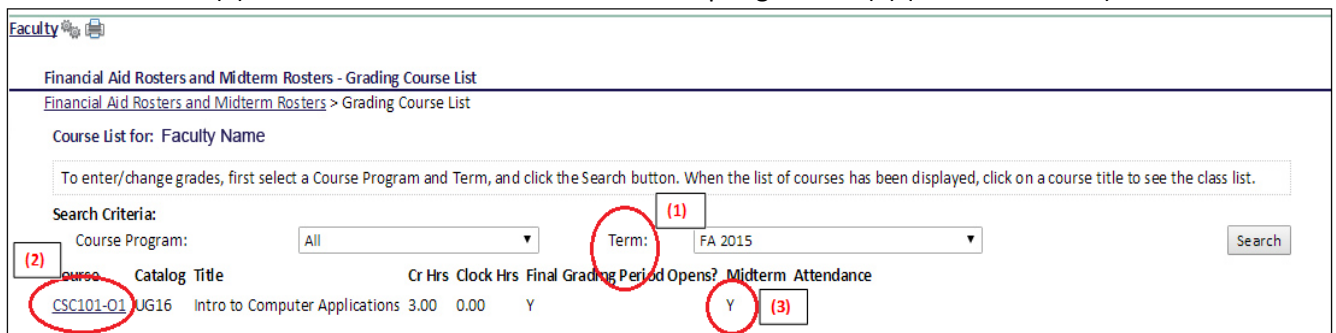 Faculty
Financial Aid Rosters and Midterm Rosters - Grading Course List
Financial Aid Rosters and Midterm Rosters > Grading Course List
Course List for: Faculty Name
To enter/change grades, first select a Course Program and Term, and click the Search button. When the list of courses has been displayed, click on a course title to see the class list.
Search Criteria: (1)
Course Program: All Term: FA 2015 Search
(2)
Catalog Title Cr Hrs Clock Hrs Final Grading Period Opens? Midterm Attendance
CSC101-O1 UG16 Intro to Computer Applications 3.00 0.00 Y Y (3)